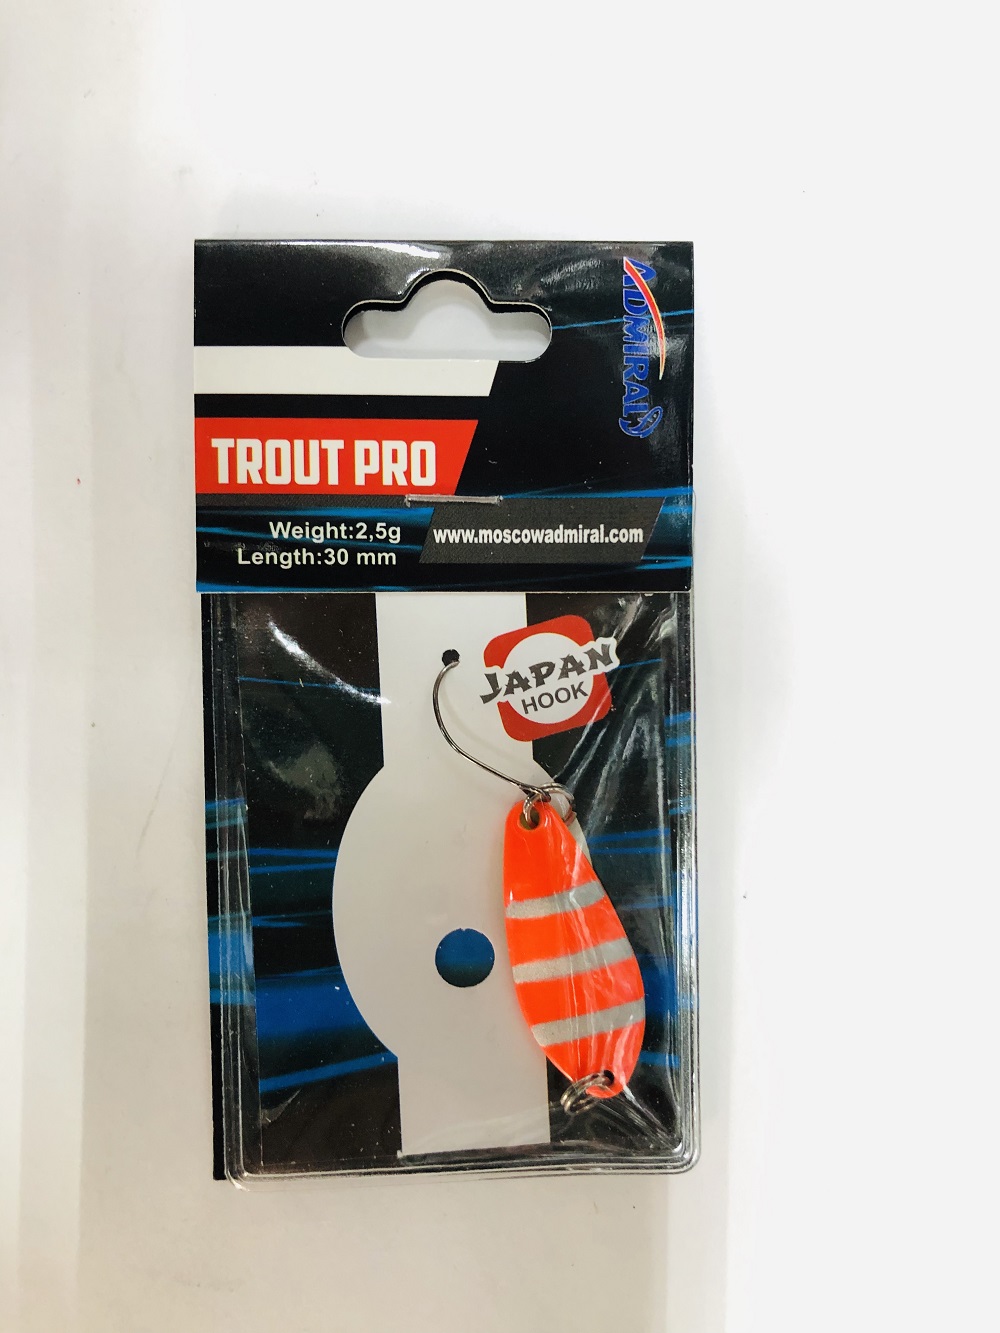 ADMIRAL
TROUT PRO
Weight:2,5g
Length:30 mm
www.moscowadmiral.com
JAPAN
HOOK